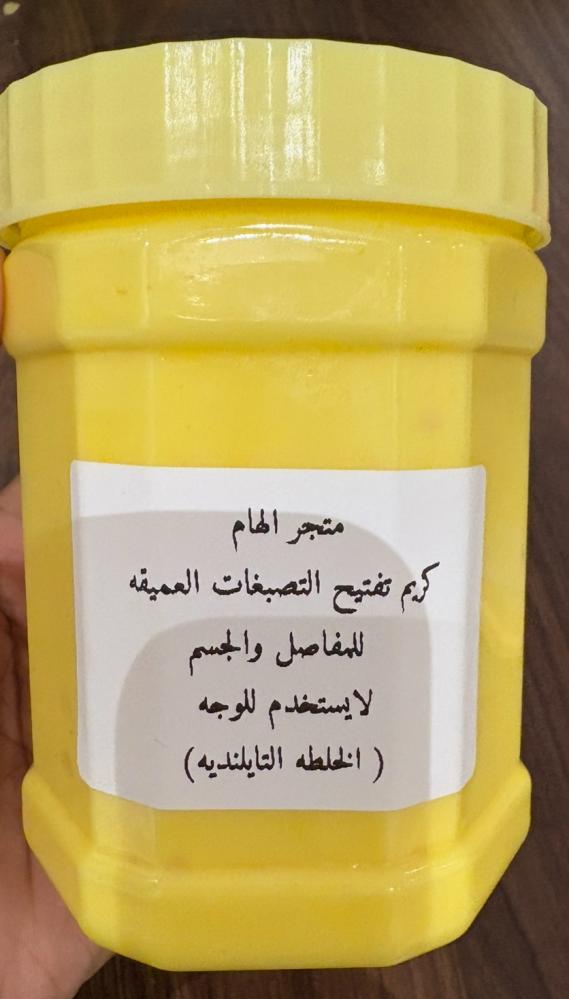 متجر الهام
كريم تفتيح التصبغات العميقه
للمفاصل والجسم
لايستخدم للوجه
( الخلطه التايلنديه)